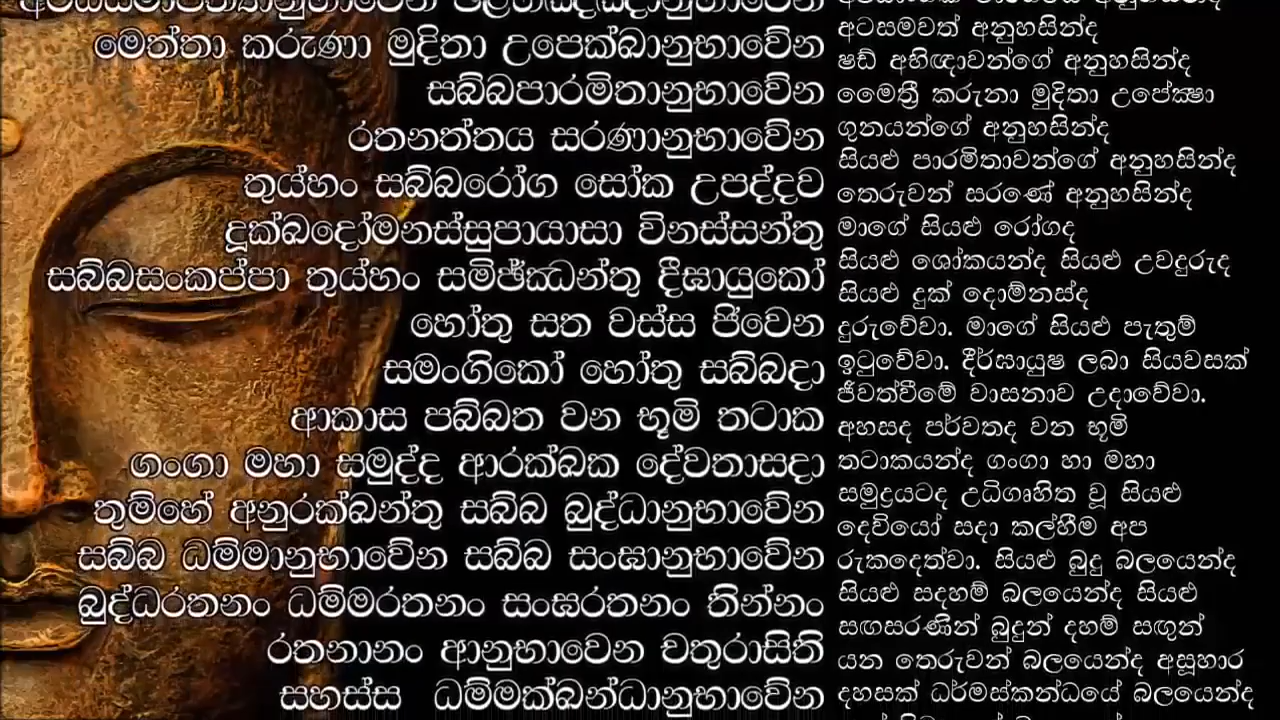 මෙත්තා කරුණා මුදිතා උපෙක්ඛානුභාවේන
සබ්බපාරමිතානුභාවේන
රතනත්තය සරණානුභාවේන
තුය්හං සබ්බරෝග සෝක උපද්දව
දූක්ඛදෝමනස්සුපායාසා විනස්සන්තු
සබ්බසංකප්පා තුය්හං සමිජ්ඣන්තු දීඝායුකෝ
හෝතු සත වස්ස ජිවෙන
සමංගිකෝ හෝතු සබ්බදා
ආකාස පබ්බත වන භූමි තටාක
ගංගා මහා සමුද්ද ආරක්ඛක දේවතාසදා
තුම්හේ අනුරක්ඛන්තු සබ්බ බුද්ධානුභාවේන
සබ්බ ධම්මානුභාවේන සබ්බ සංඝානුභාවේන
බුද්ධරතනං ධම්මරතනං සංඝරතනං තින්නං
රතනානං ආනුභාවෙන චතුරාසිති
සහස්ස ධම්මක්ඛන්ධානුභාවේන
අටසමවත් අනුහසින්ද
ෂඩ් අභිඥාවන්ගේ අනුහසින්ද
මෛත්‍රී කරුනා මුදිතා උපේක්‍ෂා
ගුනයන්ගේ අනුහසින්ද
සියළු පාරමිතාවන්ගේ අනුහසින්ද
තෙරුවන් සරණේ අනුහසින්ද
මාගේ සියළු රෝගද
සියළු ශෝකයන්ද සියළු උවදුරුද
සියළු දුක් දොම්නස්ද
දුරුවේවා. මාගේ සියළු පැතුම්
ඉටුවේවා. දීර්ඝායුෂ ලබා සියවසක්
ජීවත්වීමේ වාසනාව උදාවේවා.
අහසද පර්වතද වන භූමි
තටාකයන්ද ගංගා හා මහා
සමුද්‍රයටද උධිගෘහිත වූ සියළු
දෙවියෝ සදා කල්හීම අප
රුකදෙත්වා. සියළු බුදු බලයෙන්ද
සියළු සදහම් බලයෙන්ද සියළු
සඟසරණින් බුදුන් දහම් සඟුන්
යන තෙරුවන් බලයෙන්ද අසූහාර
දහසක් ධර්මස්කන්ධයේ බලයෙන්ද